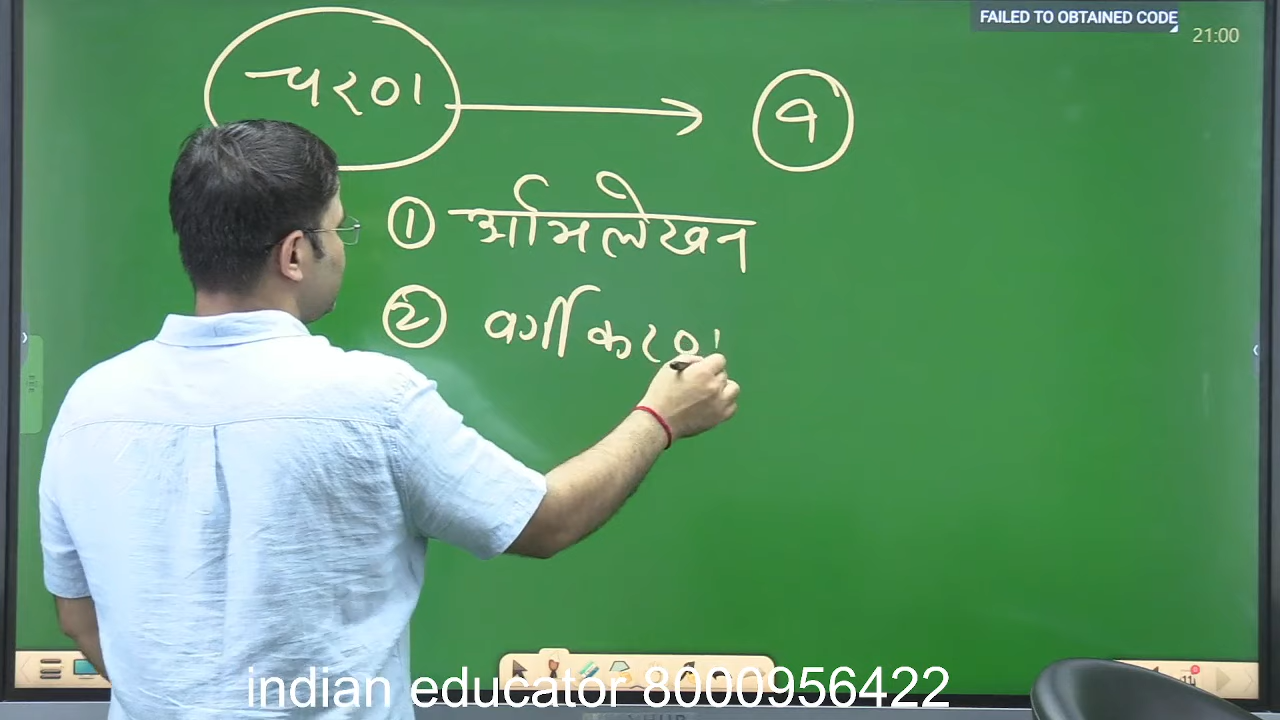 FAILED TO OBTAINED CODE
21:00
चरण → 9
① अभिलेखन
② वर्गीकरण
indian educator 8000956422